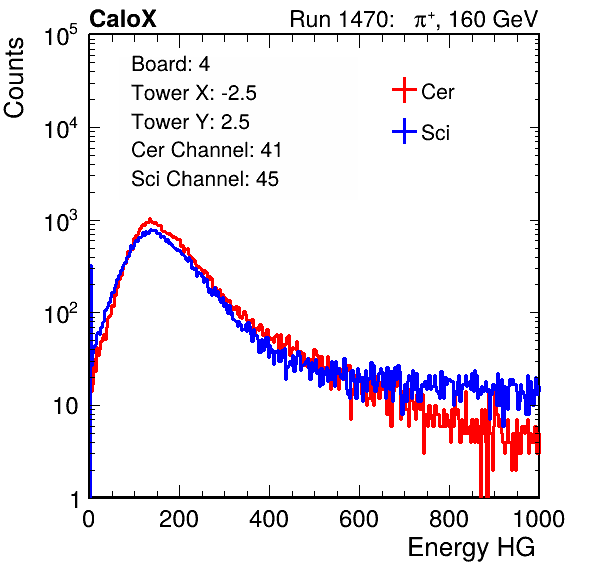 CaloX Run 1470: π⁺, 160 GeV
Counts
10⁵
10⁴
10³
10²
10
1
Board: 4
Tower X: -2.5
Tower Y: 2.5
Cer Channel: 41
Sci Channel: 45
Cer
Sci
0 200 400 600 800 1000
Energy HG